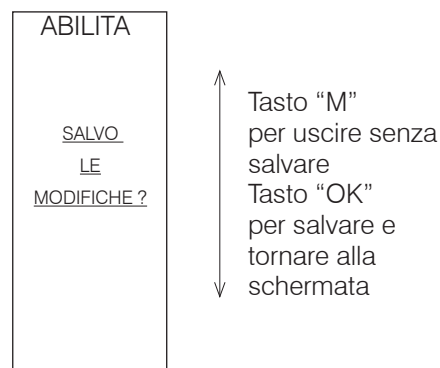 ABILITA
SALVO
LE
MODIFICHE ?
Tasto “M”
per uscire senza
salvare
Tasto “OK”
per salvare e
tornare alla
schermata